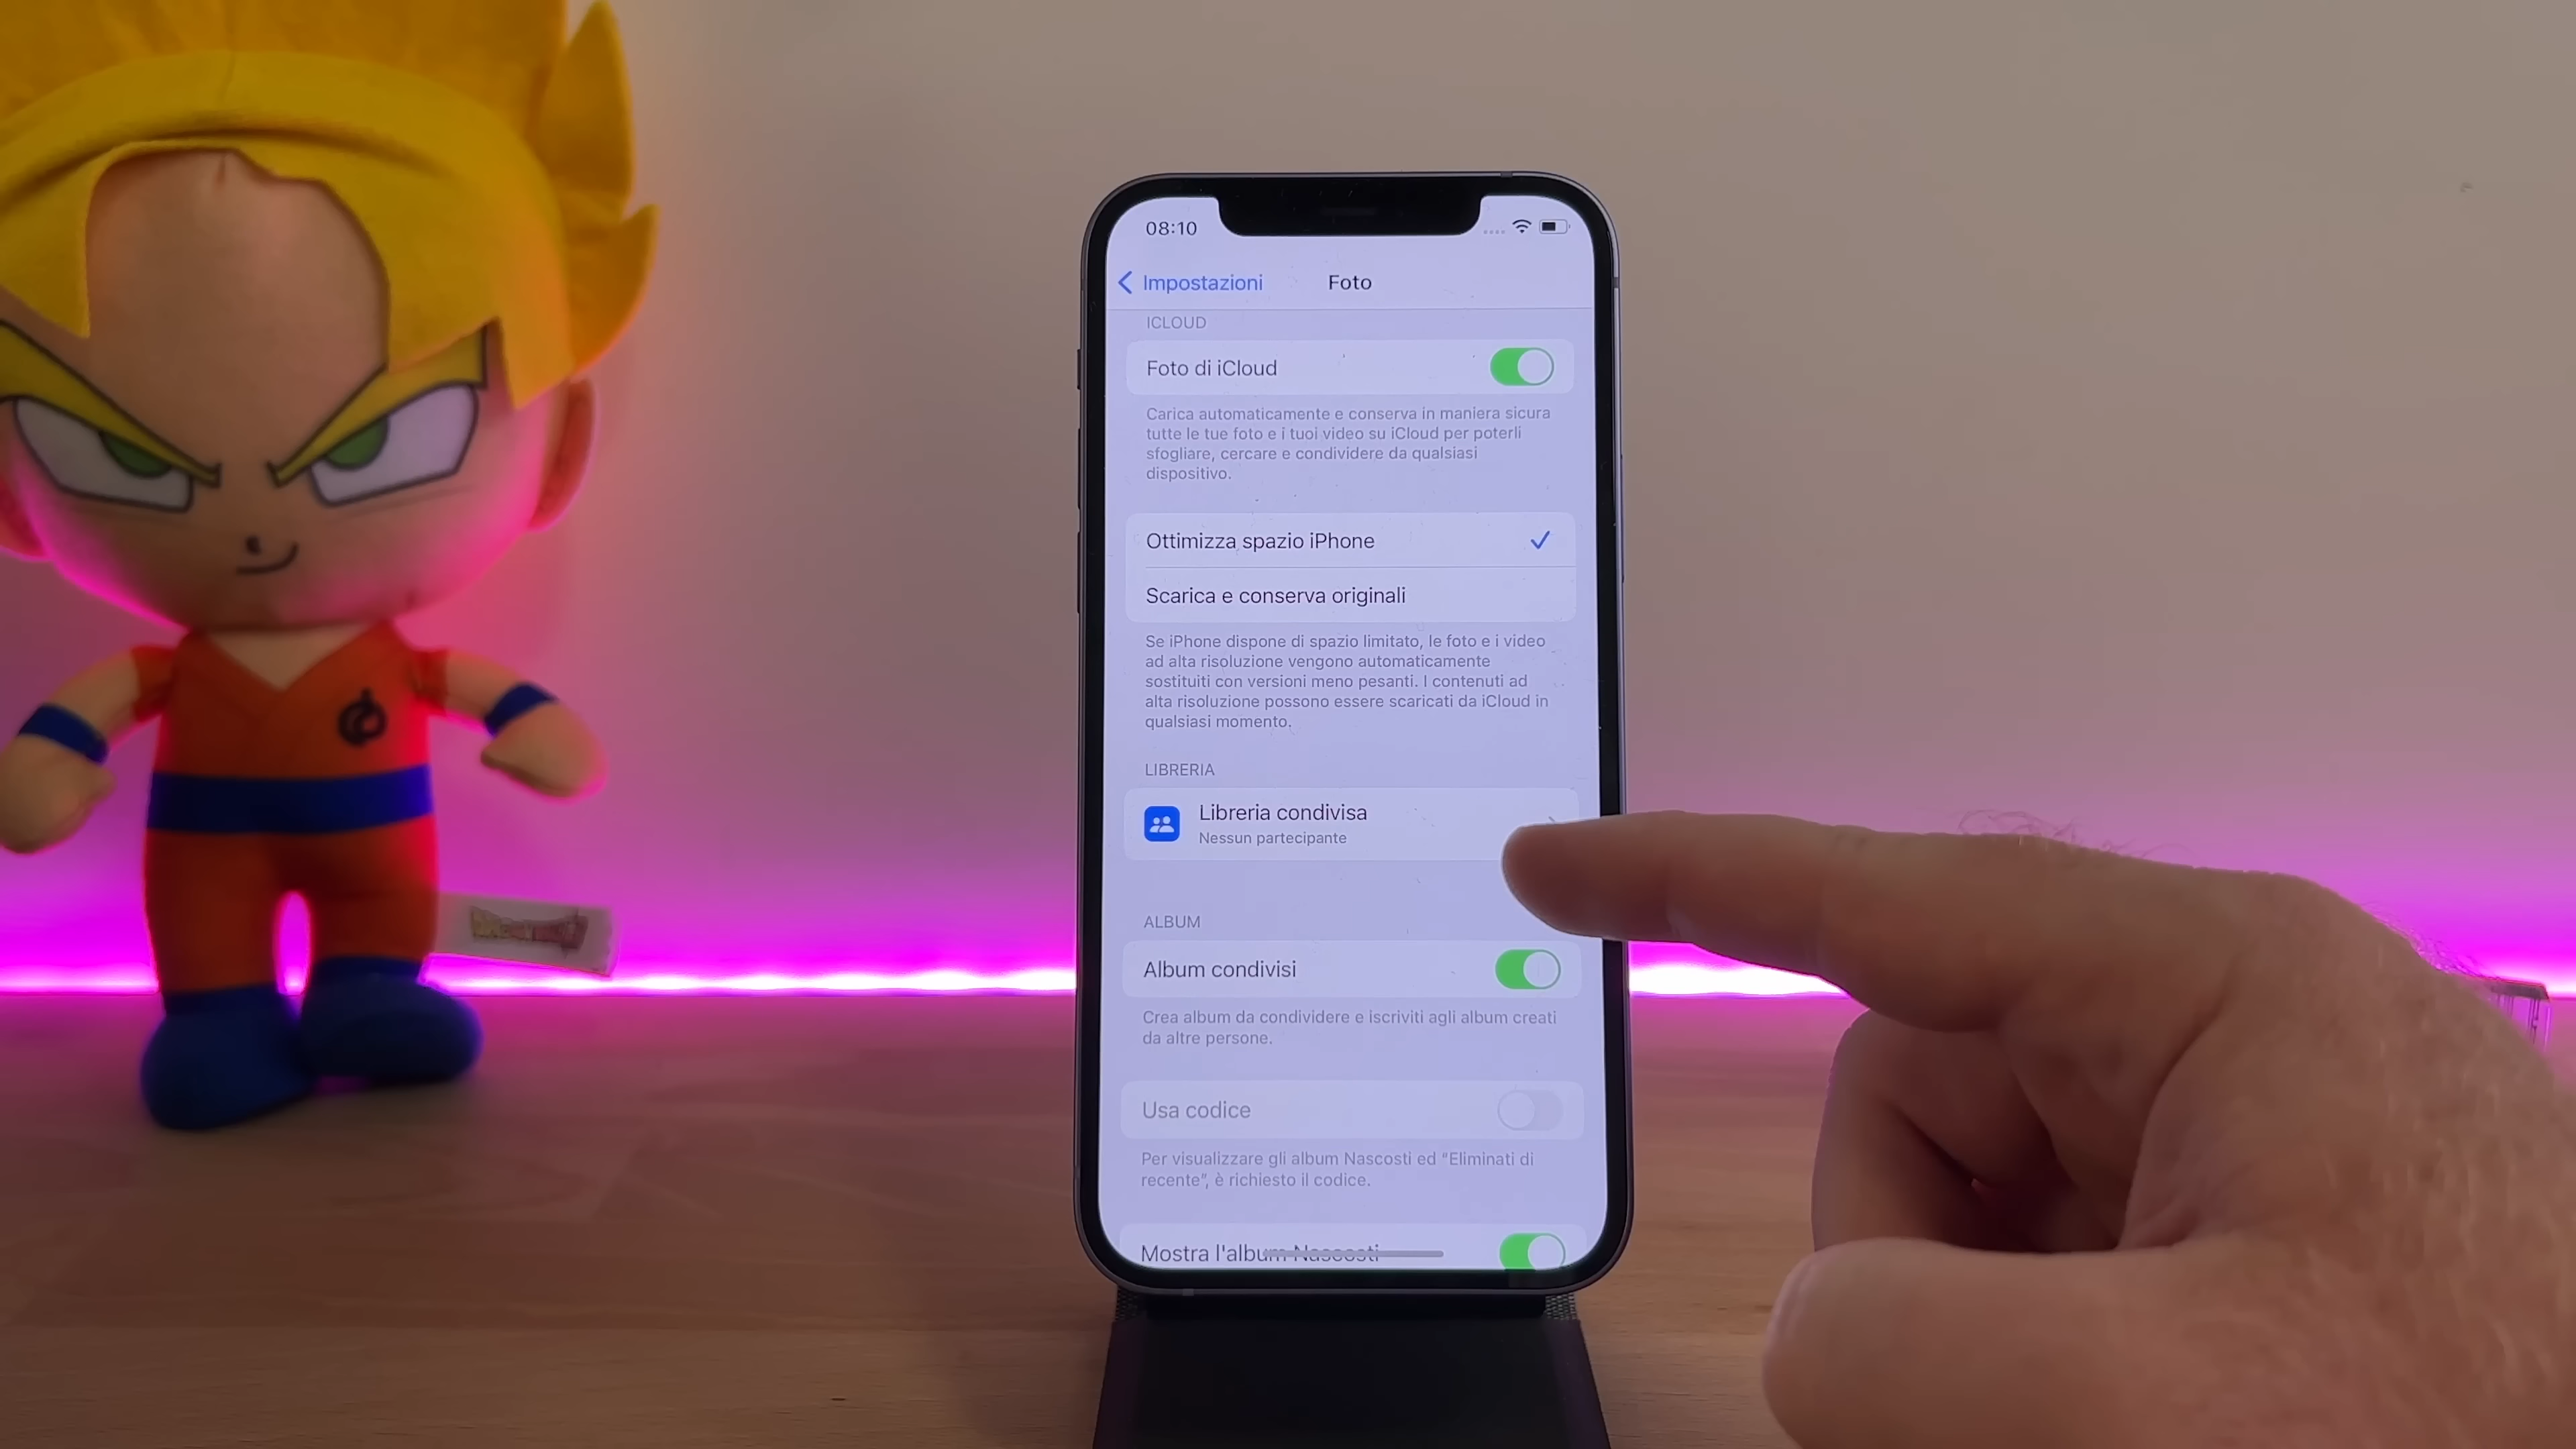 08:10
Impostazioni
Foto
ICLOUD
Foto di iCloud
Carica automaticamente e conserva in maniera sicura
tutte le tue foto e i tuoi video su iCloud per poterli
sfogliare, cercare e condividere da qualsiasi
dispositivo.
Ottimizza spazio iPhone
Scarica e conserva originali
Se iPhone dispone di spazio limitato, le foto e i video
ad alta risoluzione vengono automaticamente
sostituiti con versioni meno pesanti. I contenuti ad
alta risoluzione possono essere scaricati da iCloud in
qualsiasi momento.
LIBRERIA
Libreria condivisa
Nessun partecipante
ALBUM
Album condivisi
Crea album da condividere e iscriviti agli album creati
da altre persone.
Usa codice
Per visualizzare gli album Nascosti ed "Eliminati di
recente", è richiesto il codice.
Mostra l'album Nascosti